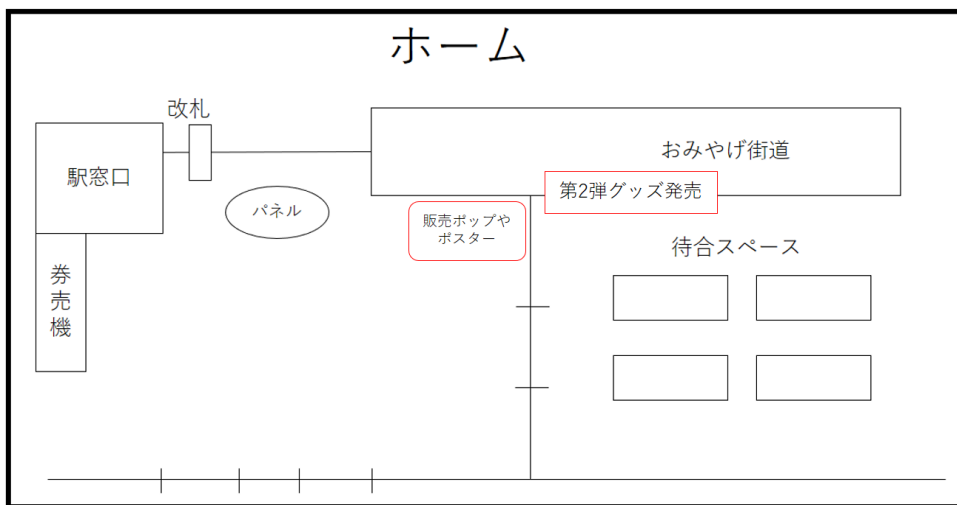 ホーム
改札
駅窓口
おみやげ街道
第2弾グッズ発売
パネル
販売ポップや
ポスター
待合スペース
券
売
機